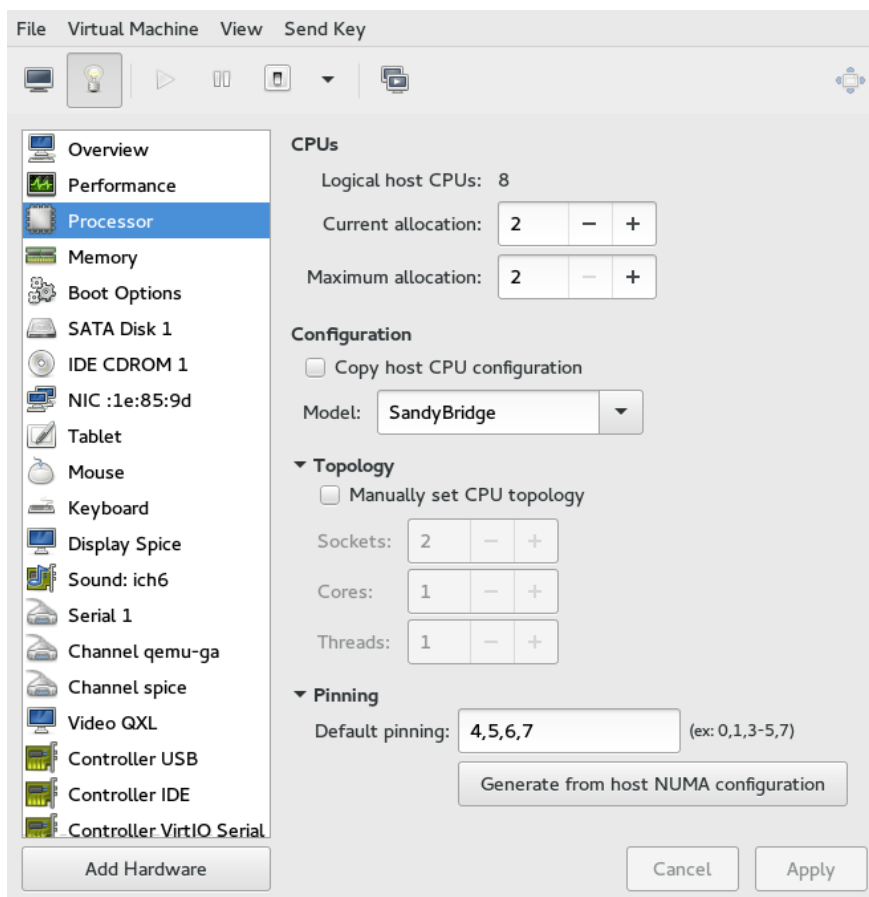 File Virtual Machine View Send Key
Overview
Performance
Processor
Memory
Boot Options
SATA Disk 1
IDE CDROM 1
NIC :1e:85:9d
Tablet
Mouse
Keyboard
Display Spice
Sound: ich6
Serial 1
Channel qemu-ga
Channel spice
Video QXL
Controller USB
Controller IDE
Controller VirtIO Serial
Add Hardware
CPUs
Logical host CPUs: 8
Current allocation: 2 − +
Maximum allocation: 2 − +
Configuration
Copy host CPU configuration
Model: SandyBridge
Topology
Manually set CPU topology
Sockets: 2 − +
Cores: 1 − +
Threads: 1 − +
Pinning
Default pinning: 4,5,6,7 (ex: 0,1,3-5,7)
Generate from host NUMA configuration
Cancel Apply